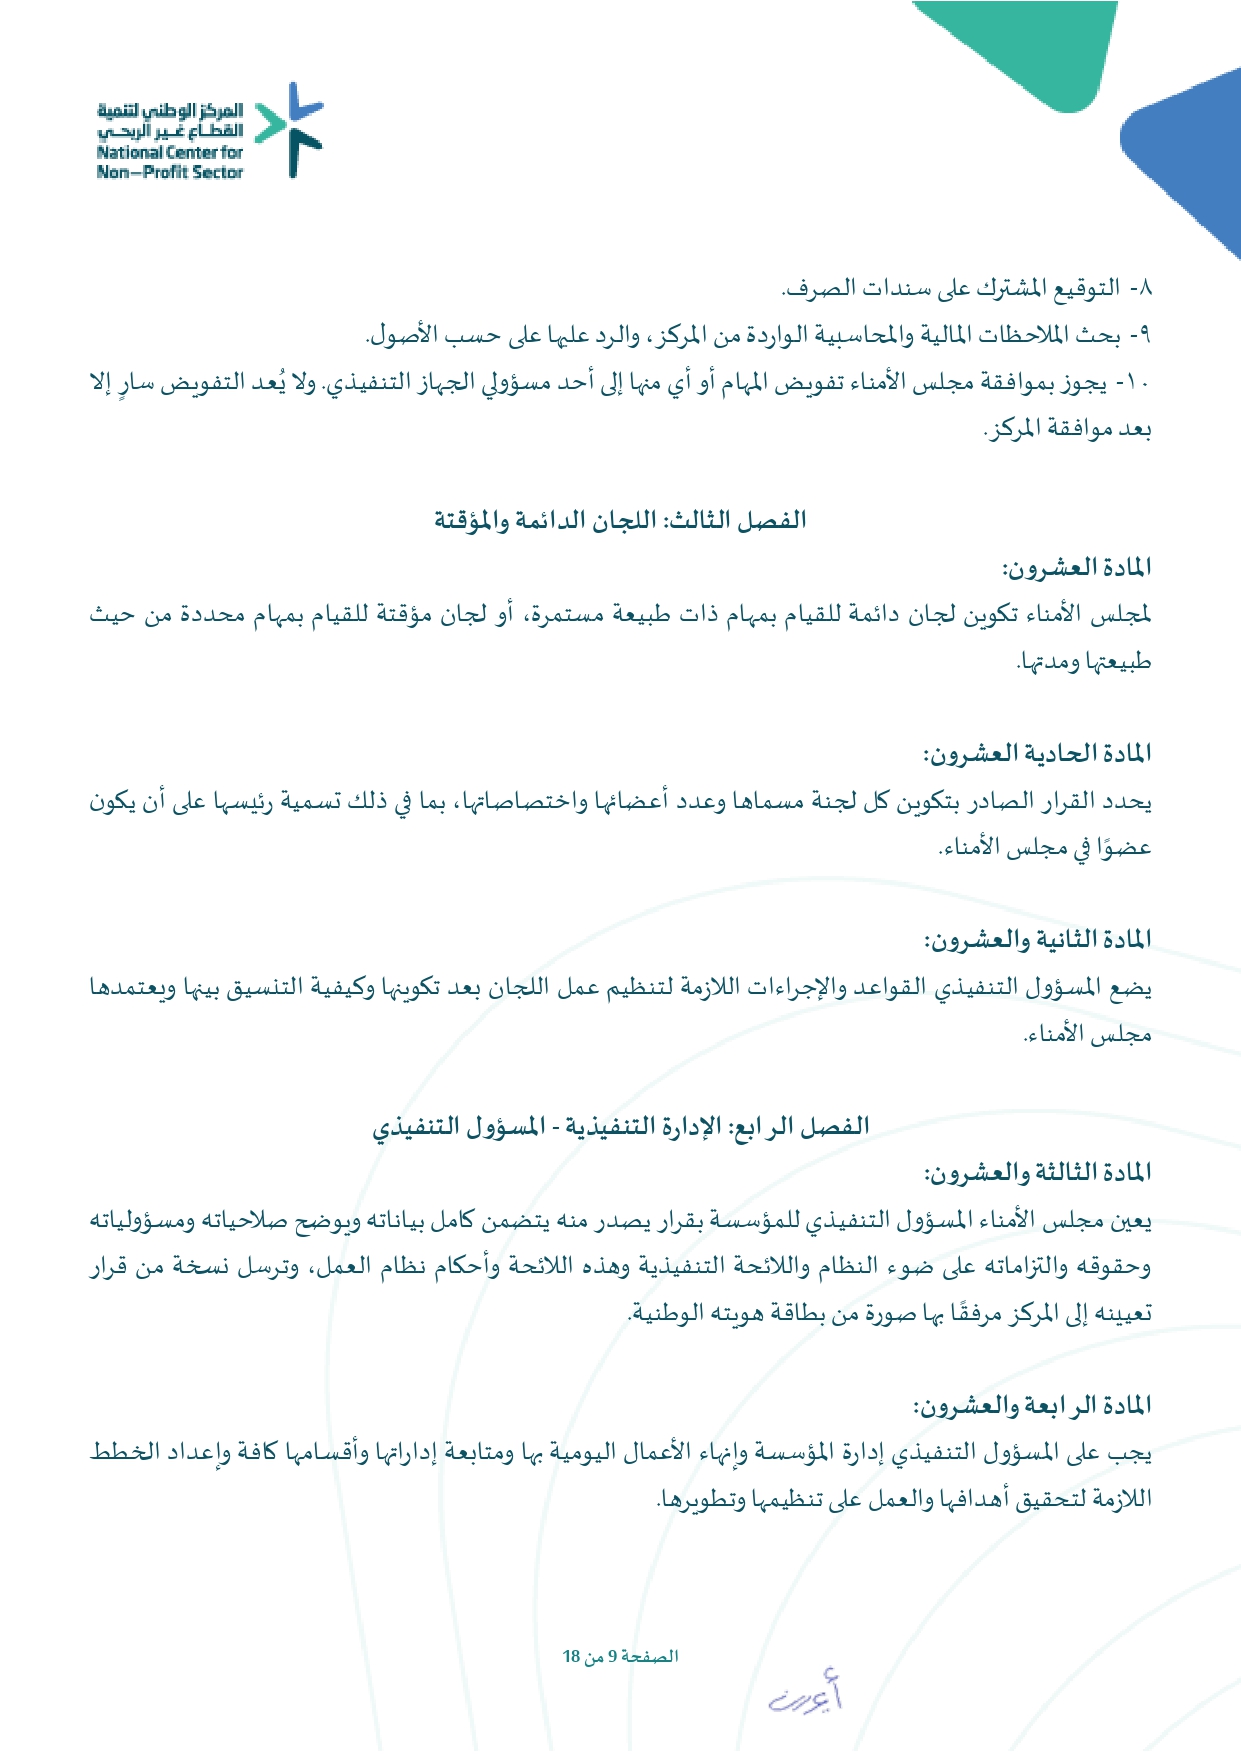 المركز الوطني لتنمية
القطاع غير الربحي
National Center for
Non–Profit Sector
٨- التوقيع المشترك على سندات الصرف.
٩- بحث الملاحظات المالية والمحاسبية الواردة من المركز، والرد عليها على حسب الأصول.
١٠- يجوز بموافقة مجلس الأمناء تفويض المهام أو أي منها إلى أحد مسؤولي الجهاز التنفيذي. ولا يُعد التفويض سارٍ إلا
بعد موافقة المركز.
الفصل الثالث: اللجان الدائمة والمؤقتة
المادة العشرون:
لمجلس الأمناء تكوين لجان دائمة للقيام بمهام ذات طبيعة مستمرة، أو لجان مؤقتة للقيام بمهام محددة من حيث
طبيعتها ومدتها.
المادة الحادية العشرون:
يحدد القرار الصادر بتكوين كل لجنة مسماها وعدد أعضائها واختصاصاتها، بما في ذلك تسمية رئيسها على أن يكون
عضوًا في مجلس الأمناء.
المادة الثانية والعشرون:
يضع المسؤول التنفيذي القواعد والإجراءات اللازمة لتنظيم عمل اللجان بعد تكوينها وكيفية التنسيق بينها ويعتمدها
مجلس الأمناء.
الفصل الرابع: الإدارة التنفيذية - المسؤول التنفيذي
المادة الثالثة والعشرون:
يعين مجلس الأمناء المسؤول التنفيذي للمؤسسة بقرار يصدر منه يتضمن كامل بياناته ويوضح صلاحياته ومسؤولياته
وحقوقه والتزاماته على ضوء النظام واللائحة التنفيذية وهذه اللائحة وأحكام نظام العمل، وترسل نسخة من قرار
تعيينه إلى المركز مرفقًا بها صورة من بطاقة هويته الوطنية.
المادة الرابعة والعشرون:
يجب على المسؤول التنفيذي إدارة المؤسسة وإنهاء الأعمال اليومية بها ومتابعة إداراتها وأقسامها كافة وإعداد الخطط
اللازمة لتحقيق أهدافها والعمل على تنظيمها وتطويرها.
الصفحة 9 من 18